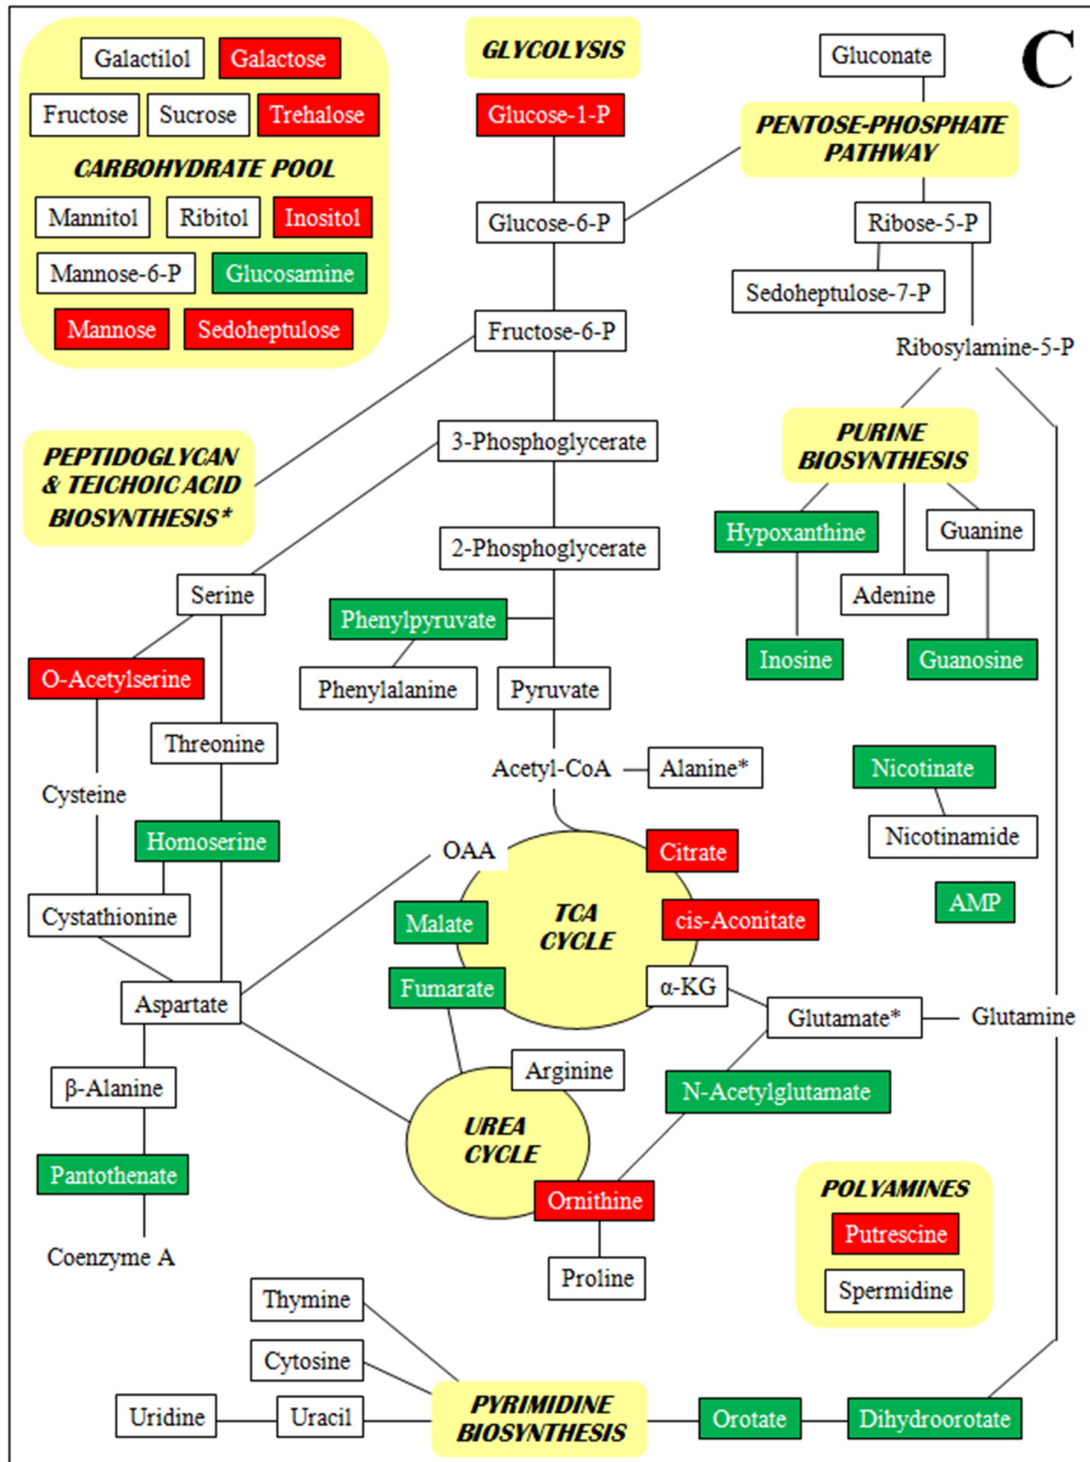 C
Galactilol
Galactose
Fructose
Sucrose
Trehalose
CARBOHYDRATE POOL
Mannitol
Ribitol
Inositol
Mannose-6-P
Glucosamine
Mannose
Sedoheptulose
GLYCOLYSIS
Glucose-1-P
Glucose-6-P
Fructose-6-P
3-Phosphoglycerate
2-Phosphoglycerate
Phenylpyruvate
Phenylalanine
Pyruvate
Acetyl-CoA
Alanine*
Gluconate
PENTOSE-PHOSPHATE
PATHWAY
Ribose-5-P
Sedoheptulose-7-P
Ribosylamine-5-P
PURINE
BIOSYNTHESIS
Hypoxanthine
Guanine
Adenine
Inosine
Guanosine
Nicotinate
Nicotinamide
AMP
PEPTIDOGLYCAN
& TEICHOIC ACID
BIOSYNTHESIS*
Serine
O-Acetylserine
Threonine
Cysteine
Homoserine
Cystathionine
Aspartate
β-Alanine
Pantothenate
Coenzyme A
OAA
Citrate
Malate
TCA
CYCLE
cis-Aconitate
Fumarate
α-KG
Glutamate*
Glutamine
Arginine
N-Acetylglutamate
UREA
CYCLE
Ornithine
Proline
POLYAMINES
Putrescine
Spermidine
Thymine
Cytosine
Uridine
Uracil
PYRIMIDINE
BIOSYNTHESIS
Orotate
Dihydroorotate